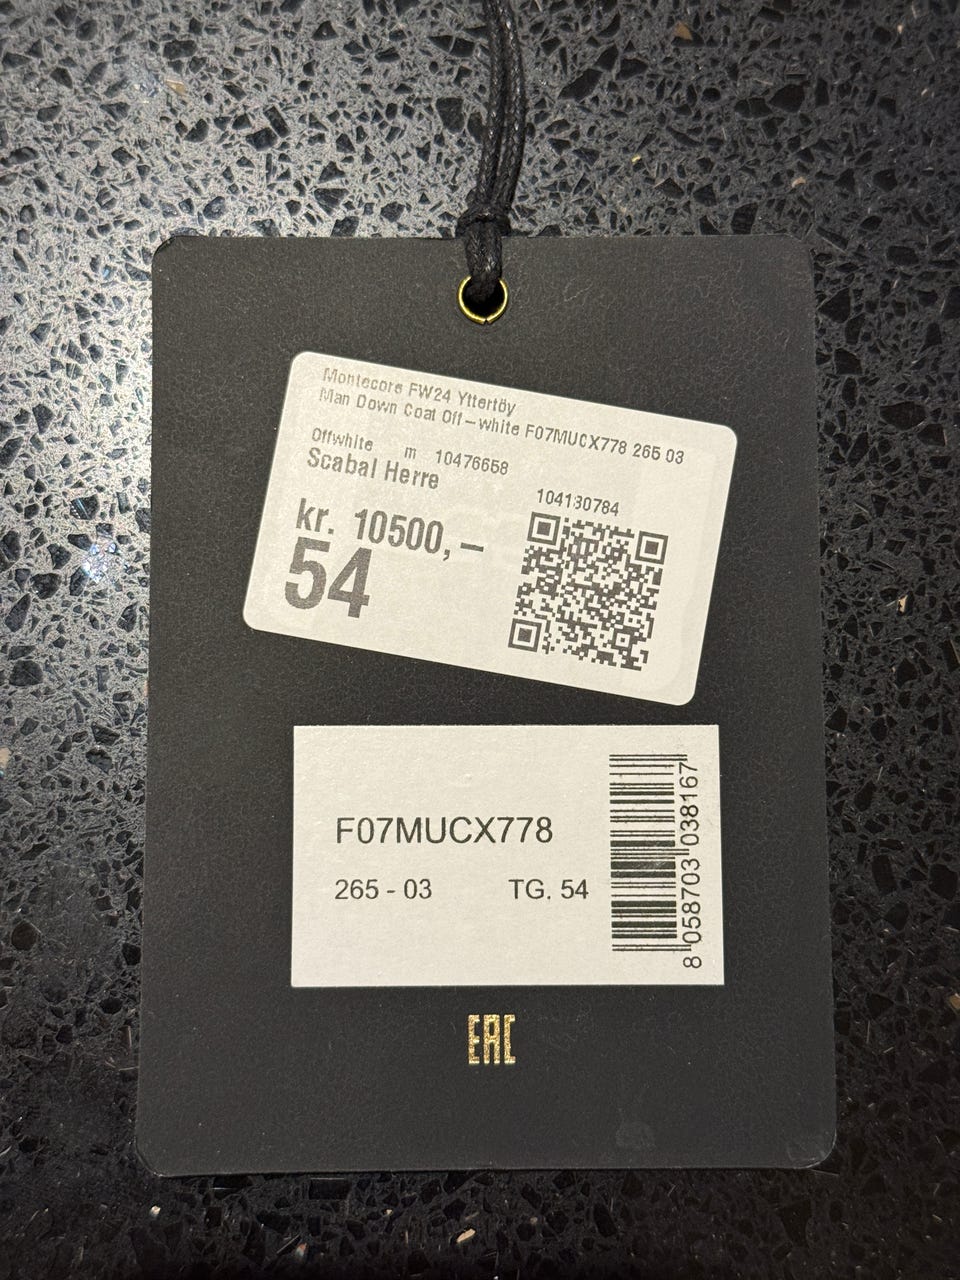 Montecore FW24 Yttertöy
Man Down Coat Off-white F07MUCX778 265 03
Offwhite m 10476658
Scabal Herre
104130784
kr. 10500,-
54
F07MUCX778
265 - 03 TG. 54
8 058703 038167
EAC